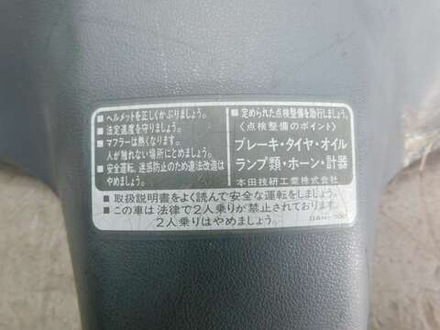 ■ヘルメットを正しくかぶりましょう。
■法定速度を守りましょう。
■マフラーは熱くなります。
人が触れない場所にとめましょう。
■安全運転、迷惑防止のため違法改造は
やめましょう。
■定められた点検整備を励行しましょう。
〈点検整備のポイント〉
ブレーキ・タイヤ・オイル
ランプ類・ホーン・計器
本田技研工業株式会社
■取扱説明書をよく読んで安全な運転をしましょう。
■この車は法律で2人乗りが禁止されております。
2人乗りはやめましょう。